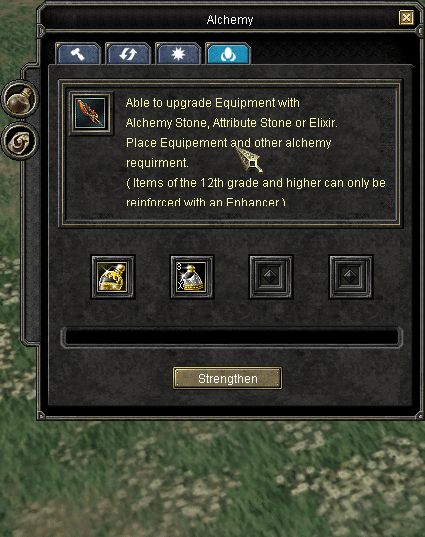 Alchemy
Able to upgrade Equipment with
Alchemy Stone, Attribute Stone or Elixir.
Place Equipement and other alchemy
requirment.
( Items of the 12th grade and higher can only be
reinforced with an Enhancer.)
3
Strengthen